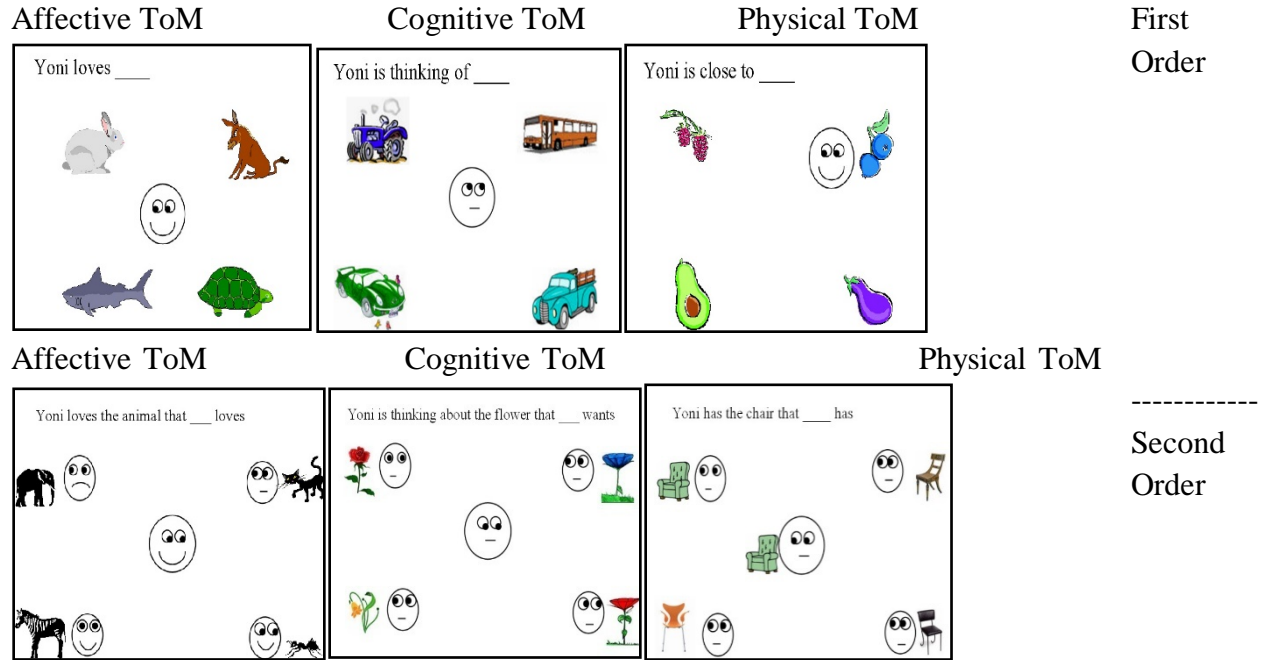 Affective ToM Cognitive ToM Physical ToM First
Order
Yoni loves ____
Yoni is thinking of ____
Yoni is close to ____
Affective ToM Cognitive ToM Physical ToM
------------
Second
Order
Yoni loves the animal that ___ loves
Yoni is thinking about the flower that ___ wants
Yoni has the chair that ____ has